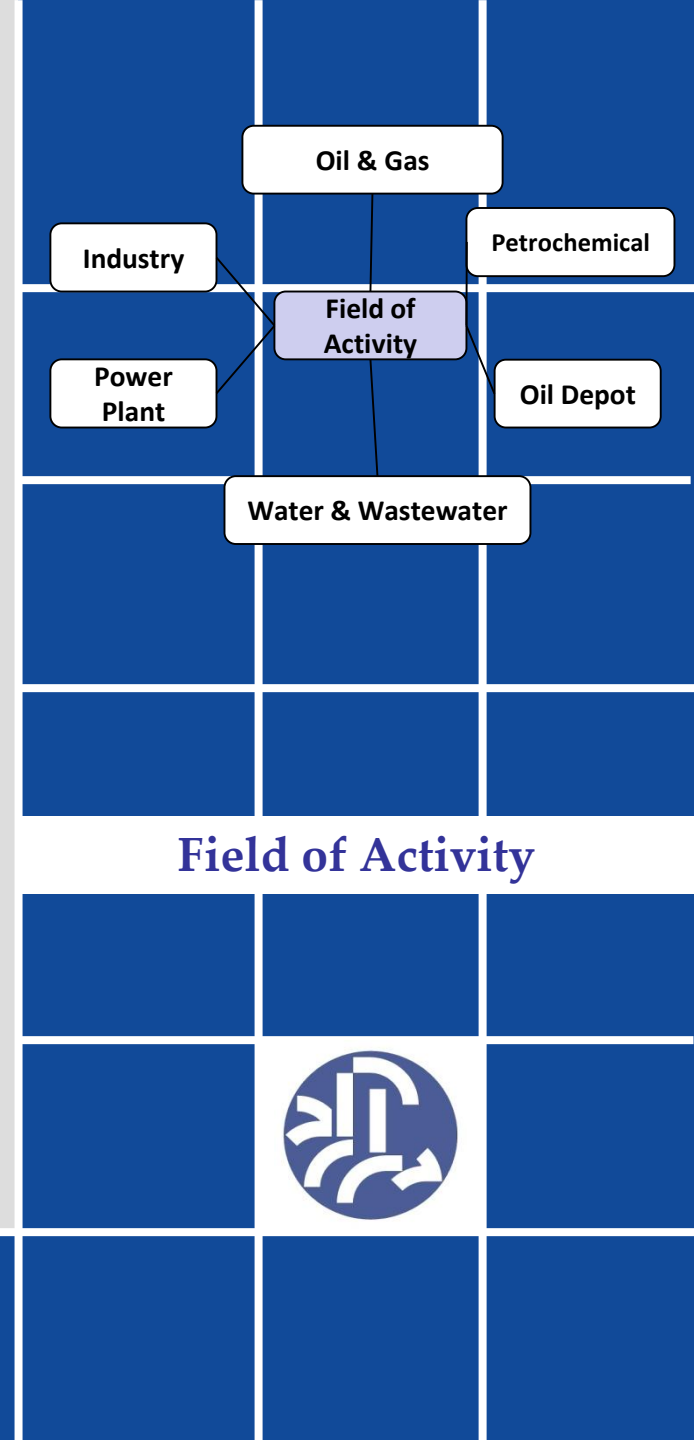 Oil & Gas
Petrochemical
Industry
Field of
Activity
Power
Plant
Oil Depot
Water & Wastewater
Field of Activity